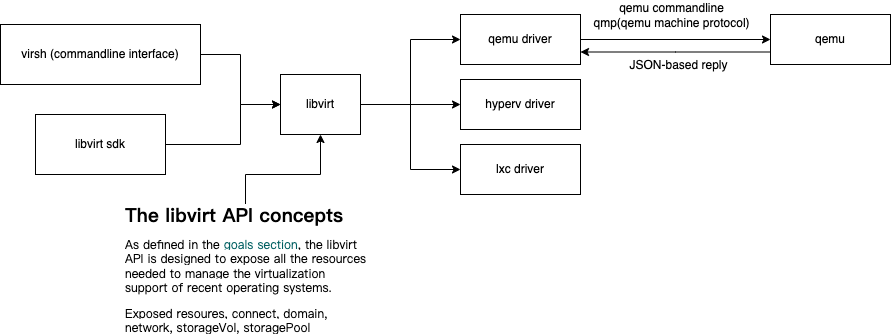 virsh (commandline interface)
libvirt sdk
libvirt
qemu driver
hyperv driver
lxc driver
qemu commandline
qmp(qemu machine protocol)
JSON-based reply
qemu
The libvirt API concepts
As defined in the goals section, the libvirt
API is designed to expose all the resources
needed to manage the virtualization
support of recent operating systems.
Exposed resoures, connect, domain,
network, storageVol, storagePool